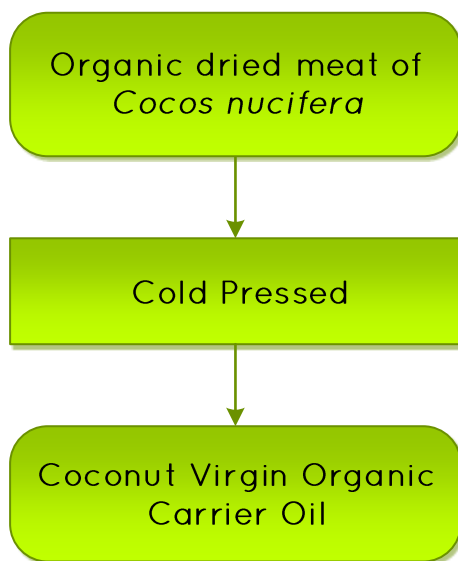 Organic dried meat of
Cocos nucifera
Cold Pressed
Coconut Virgin Organic
Carrier Oil